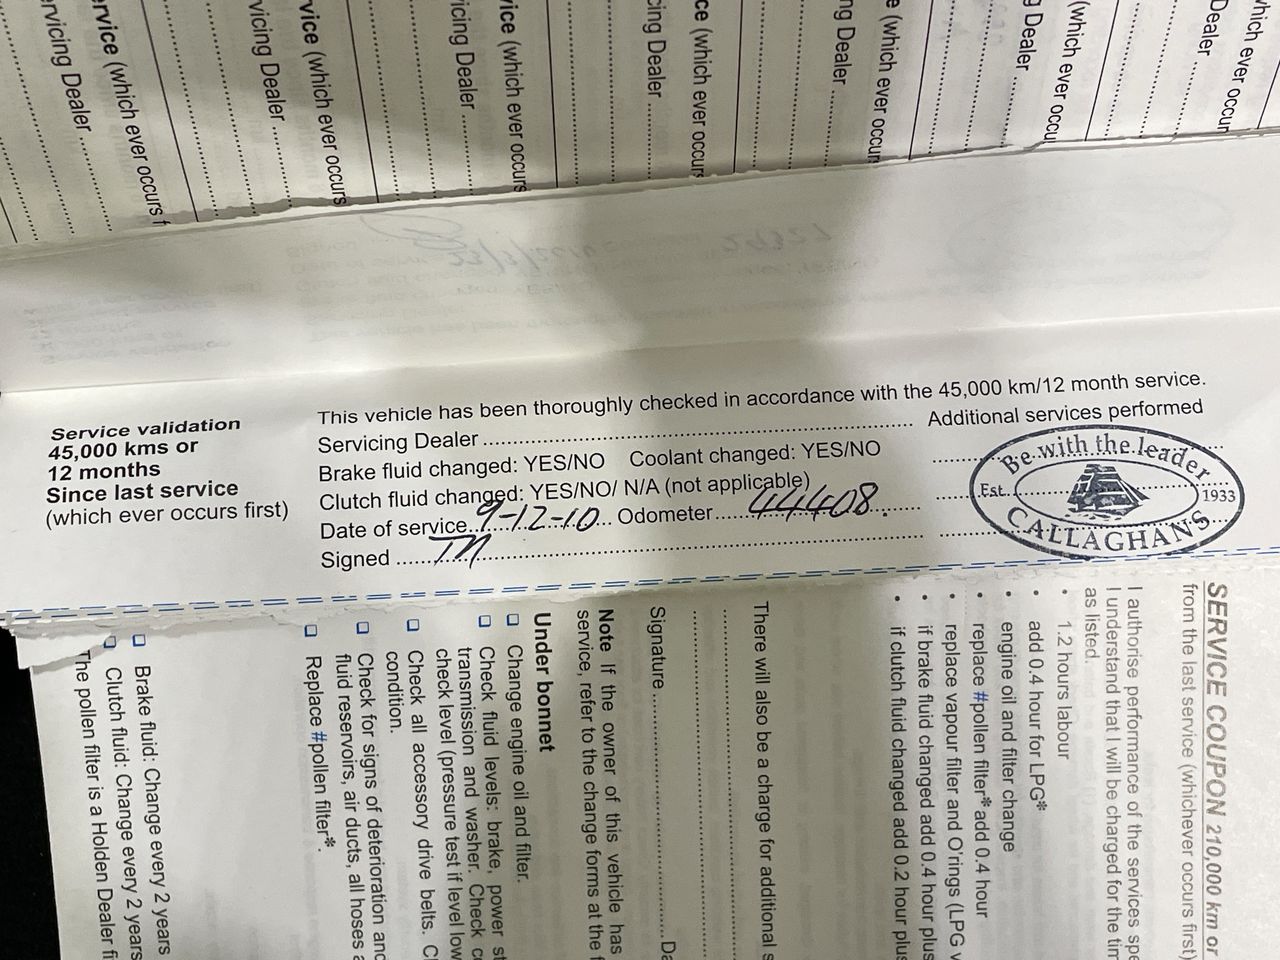 ervice (which ever occurs f
ervicing Dealer
vice (which ever occurs
vicing Dealer
vice (which ever occurs
icing Dealer
ce (which ever occurs
cing Dealer
e (which ever occur
ng Dealer
(which ever occu
g Dealer
which ever occur
Dealer
Service validation
45,000 kms or
12 months
Since last service
(which ever occurs first)
This vehicle has been thoroughly checked in accordance with the 45,000 km/12 month service.
Servicing Dealer
Additional services performed
Brake fluid changed: YES/NO Coolant changed: YES/NO
Clutch fluid changed: YES/NO/ N/A (not applicable)
Date of service 9-12-10 Odometer 44408.
Signed
Be with the leader
Est. 1933
CALLAGHANS
SERVICE COUPON 210,000 km or
from the last service (whichever occurs first)
I authorise performance of the services spe
I understand that I will be charged for the tim
as listed.
• 1.2 hours labour
• add 0.4 hour for LPG*
• engine oil and filter change
• replace #pollen filter* add 0.4 hour
• replace vapour filter and O'rings (LPG v
• if brake fluid changed add 0.4 hour plus
• if clutch fluid changed add 0.2 hour plus
There will also be a charge for additional s
Signature Da
Note If the owner of this vehicle has
service, refer to the change forms at the f
Under bonnet
Change engine oil and filter.
Check fluid levels: brake, power st
transmission and washer. Check c
check level (pressure test if level low
Check all accessory drive belts. Cl
condition.
Check for signs of deterioration and
fluid reservoirs, air ducts, all hoses a
Replace #pollen filter*.
Brake fluid: Change every 2 years
Clutch fluid: Change every 2 years
The pollen filter is a Holden Dealer fi